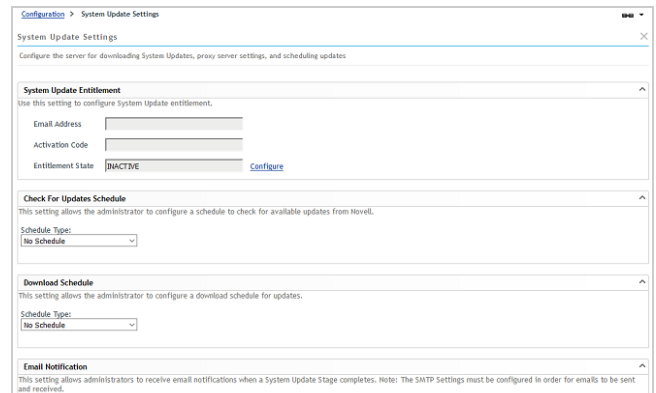 Configuration > System Update Settings
System Update Settings
Configure the server for downloading System Updates, proxy server settings, and scheduling updates
System Update Entitlement
Use this setting to configure System Update entitlement.
Email Address
Activation Code
Entitlement State INACTIVE Configure
Check For Updates Schedule
This setting allows the administrator to configure a schedule to check for available updates from Novell.
Schedule Type:
No Schedule
Download Schedule
This setting allows the administrator to configure a download schedule for updates.
Schedule Type:
No Schedule
Email Notification
This setting allows administrators to receive email notifications when a System Update Stage completes. Note: The SMTP Settings must be configured in order for emails to be sent
and received.